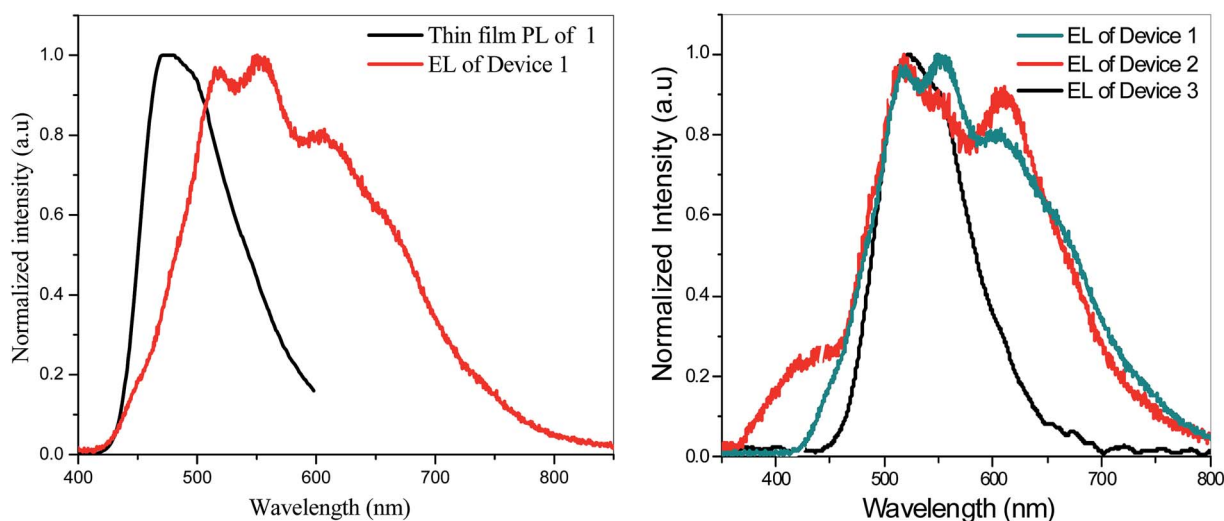 Thin film PL of 1
EL of Device 1
1.0
0.8
0.6
0.4
0.2
0.0
Normalized intensity (a.u)
400
500
600
700
800
Wavelength (nm)
EL of Device 1
EL of Device 2
EL of Device 3
1.0
0.8
0.6
0.4
0.2
0.0
Normalized Intensity (a.u)
400
500
600
700
800
Wavelength (nm)